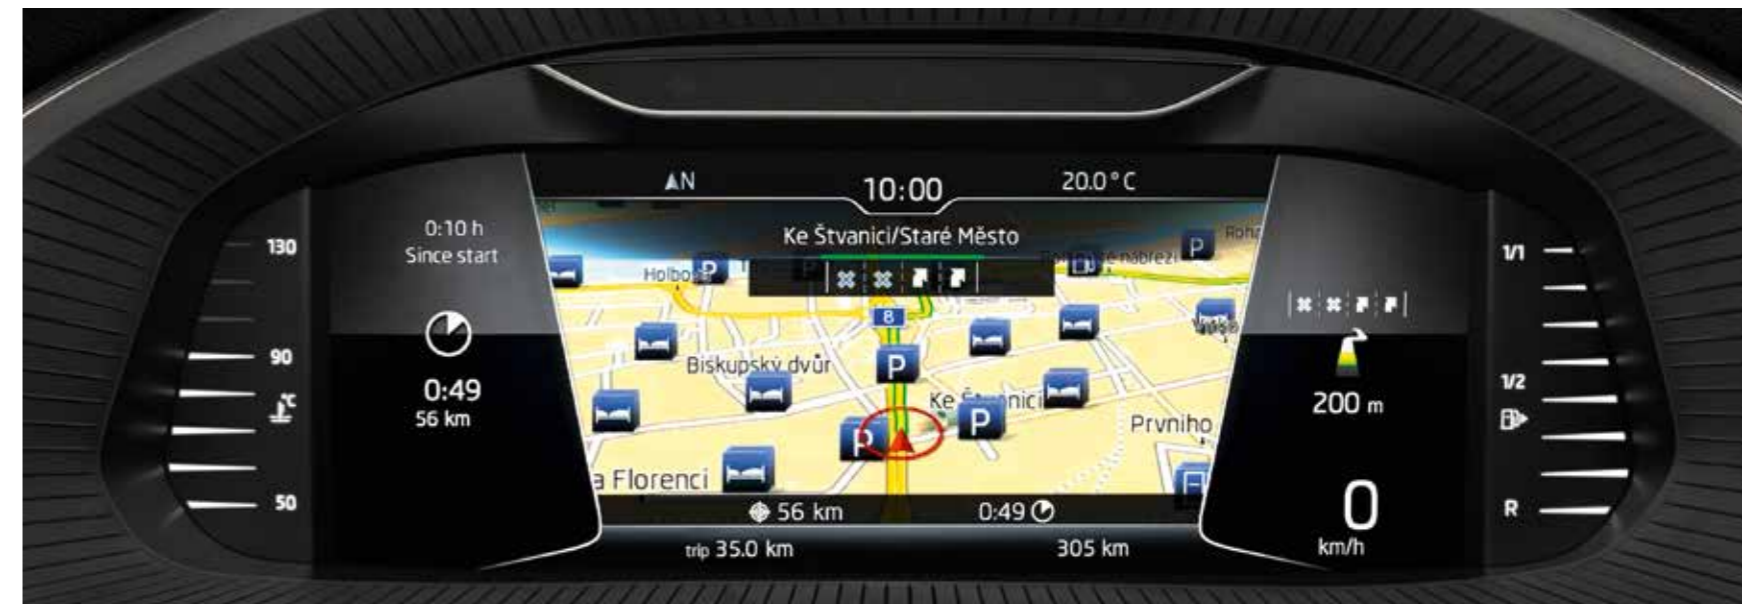 N
10:00
20.0°C
0:10 h
Since start
0:49
56 km
130
90
°C
50
Ke Štvanici/Staré Město
P
P
P
8
Biskupský dvůr
P
P
P
Prvního
a Florenci
56 km
0:49
trip 35.0 km
305 km
200 m
0
km/h
1/1
1/2
R